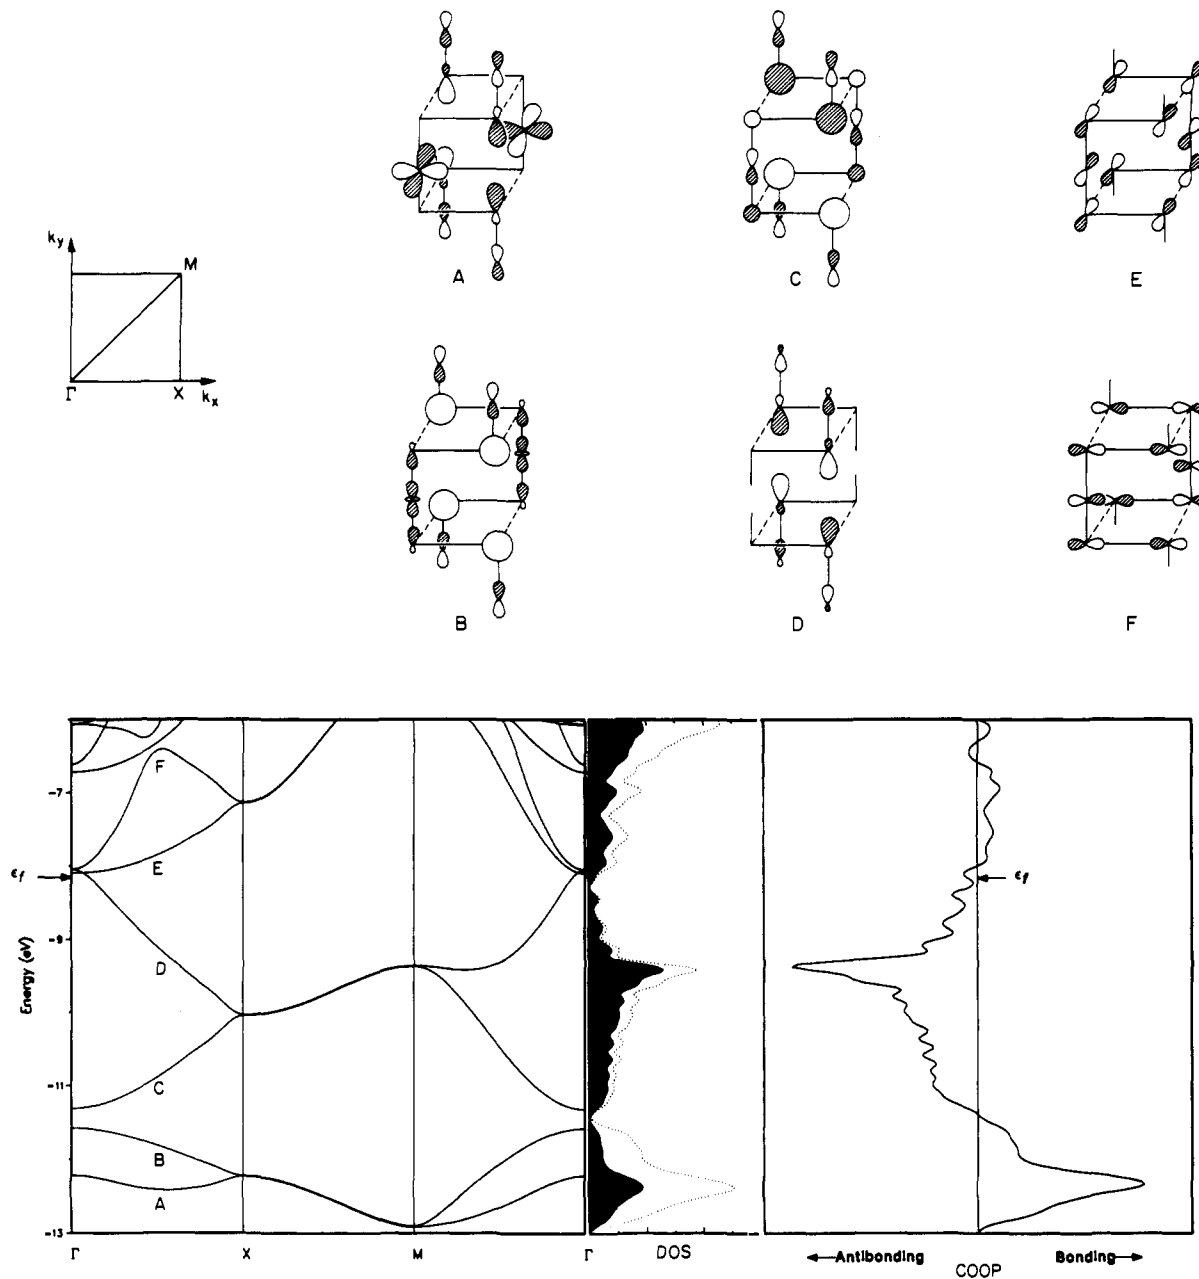 A
C
E
k_y
M
Γ
X
k_x
B
D
F
-7
F
E
ϵ_f
D
-9
Energy (eV)
-11
C
B
A
-13
Γ
X
M
Γ
DOS
ϵ_f
Antibonding
Bonding
COOP